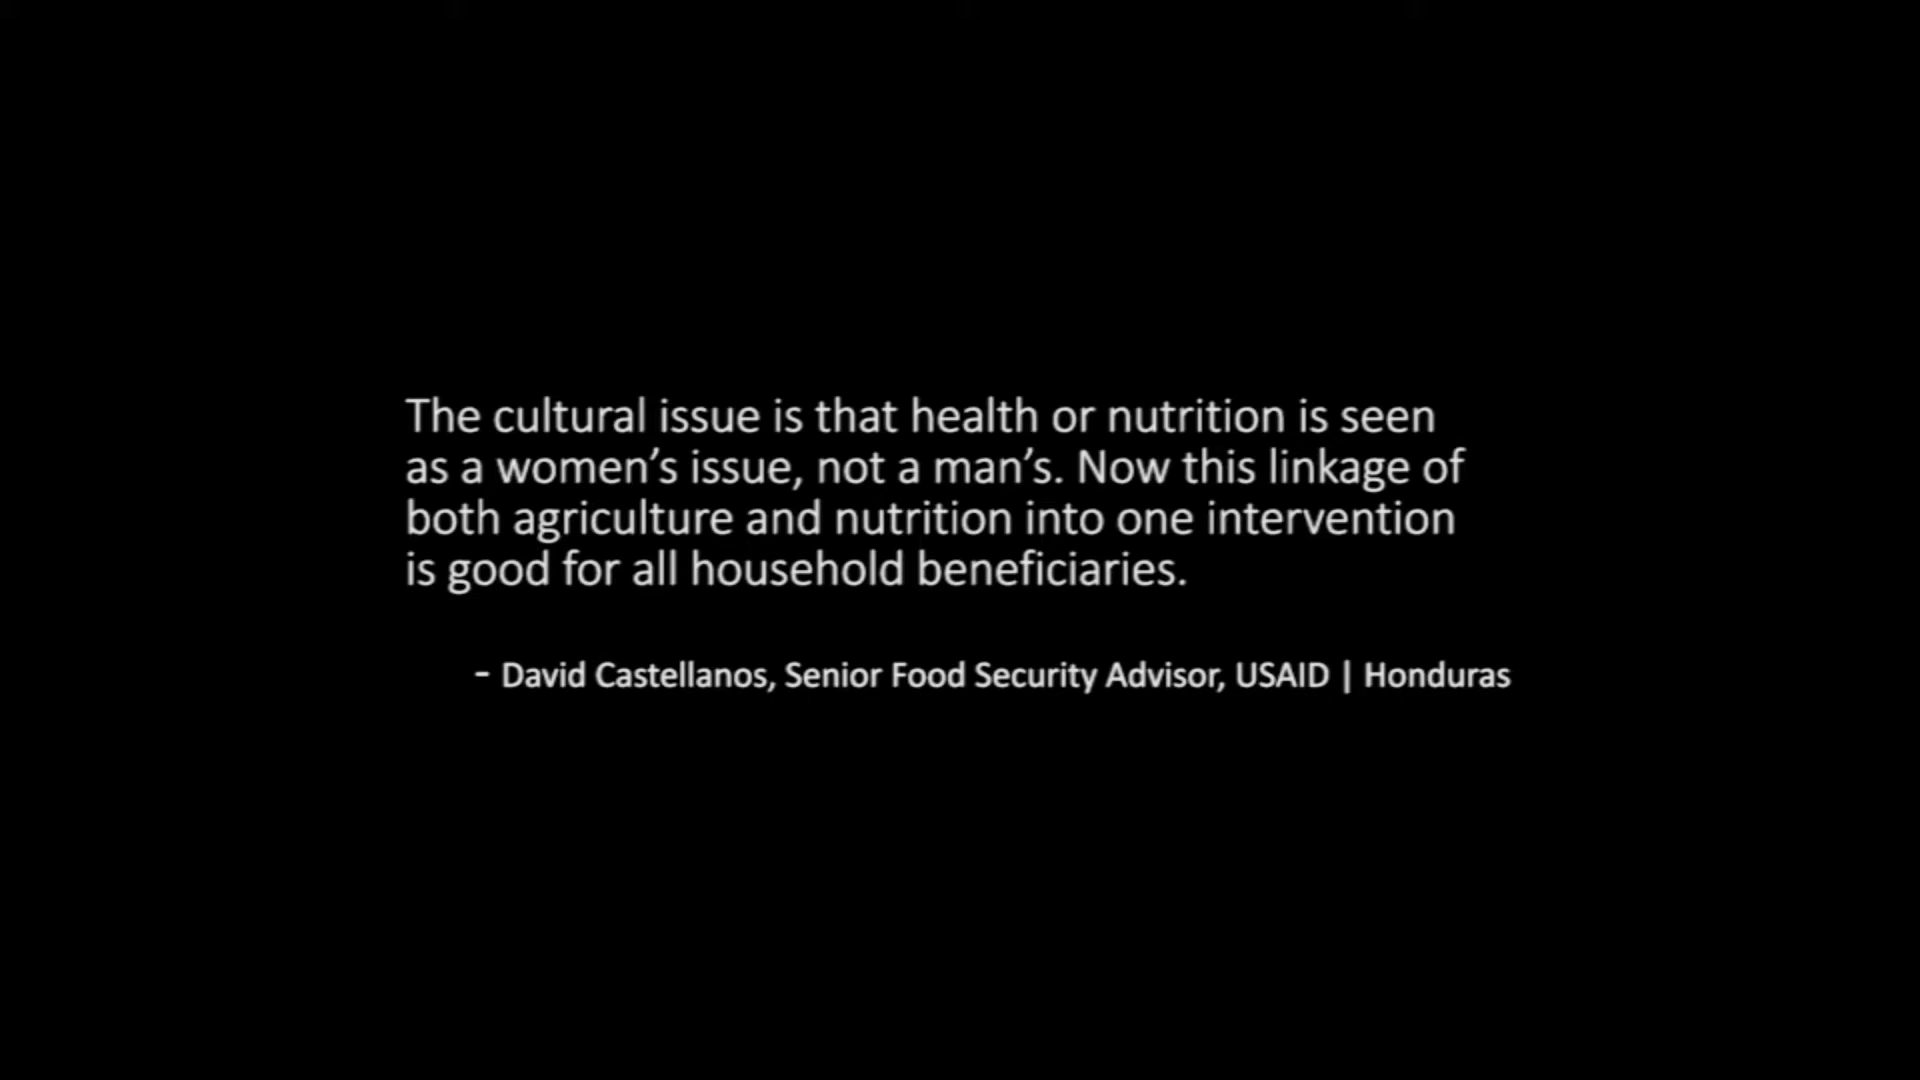 The cultural issue is that health or nutrition is seen
as a women’s issue, not a man’s. Now this linkage of
both agriculture and nutrition into one intervention
is good for all household beneficiaries.
- David Castellanos, Senior Food Security Advisor, USAID | Honduras